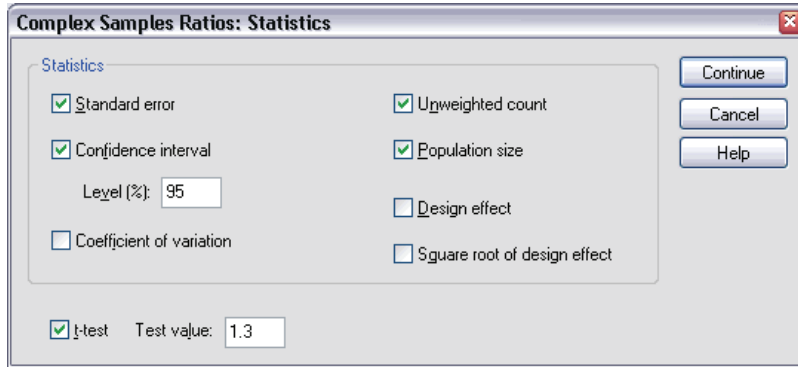 Complex Samples Ratios: Statistics
Statistics
Standard error
Unweighted count
Confidence interval
Population size
Level (%): 95
Design effect
Coefficient of variation
Square root of design effect
t-test Test value: 1.3
Continue
Cancel
Help